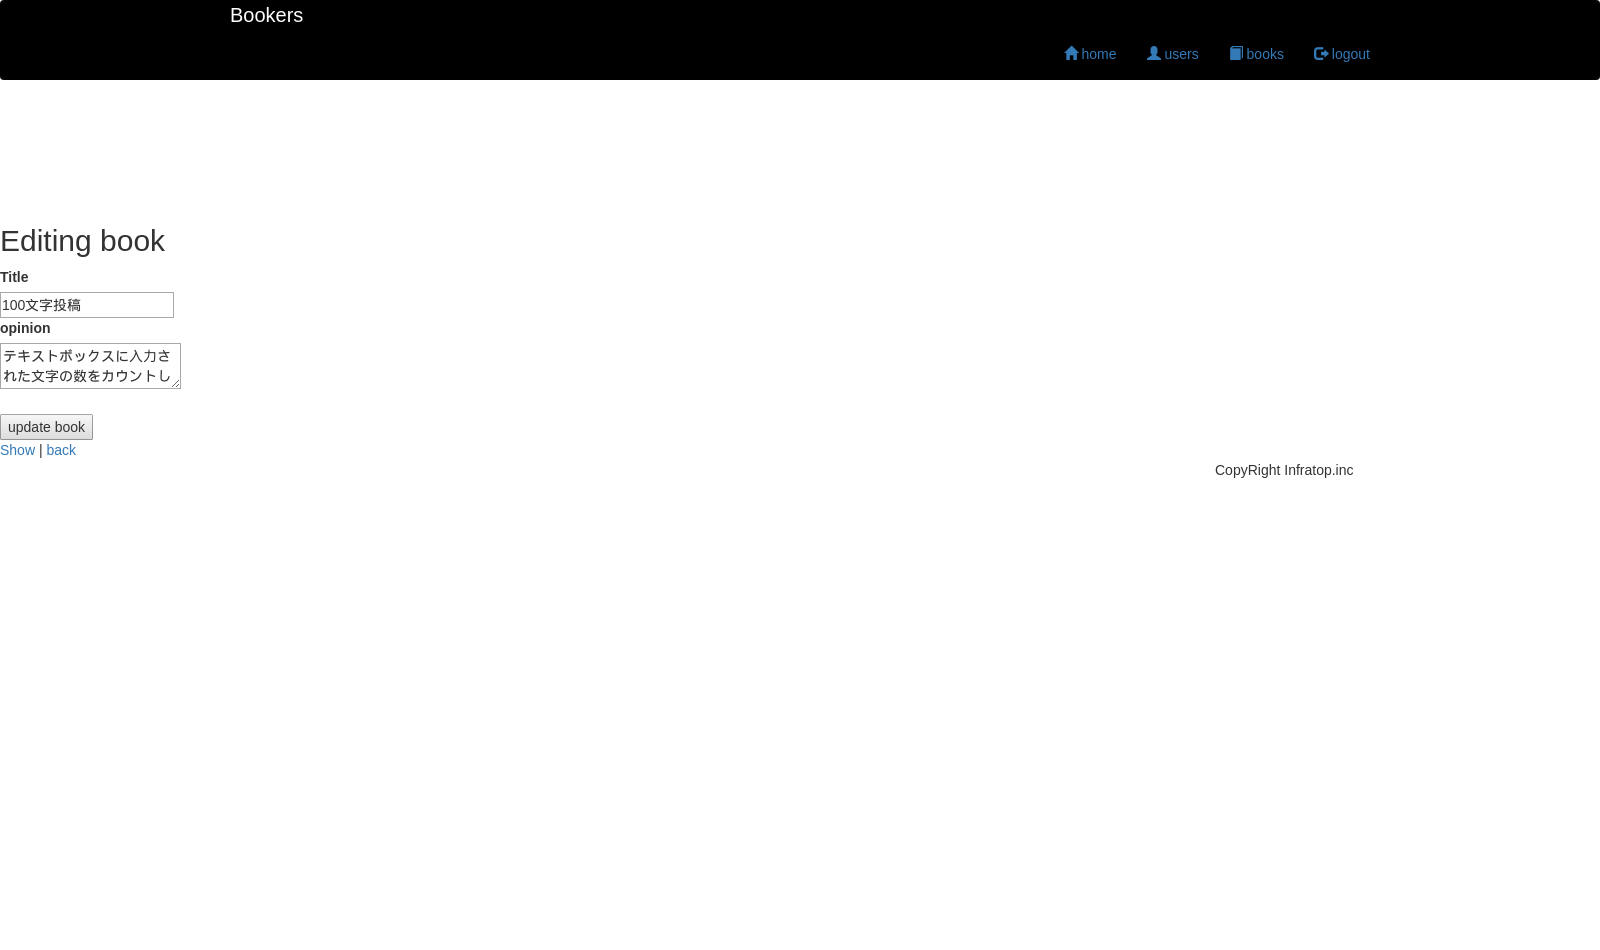 Bookers
home users books logout
Editing book
Title
100文字投稿
opinion
テキストボックスに入力さ
れた文字の数をカウントし
update book
Show | back
CopyRight Infratop.inc